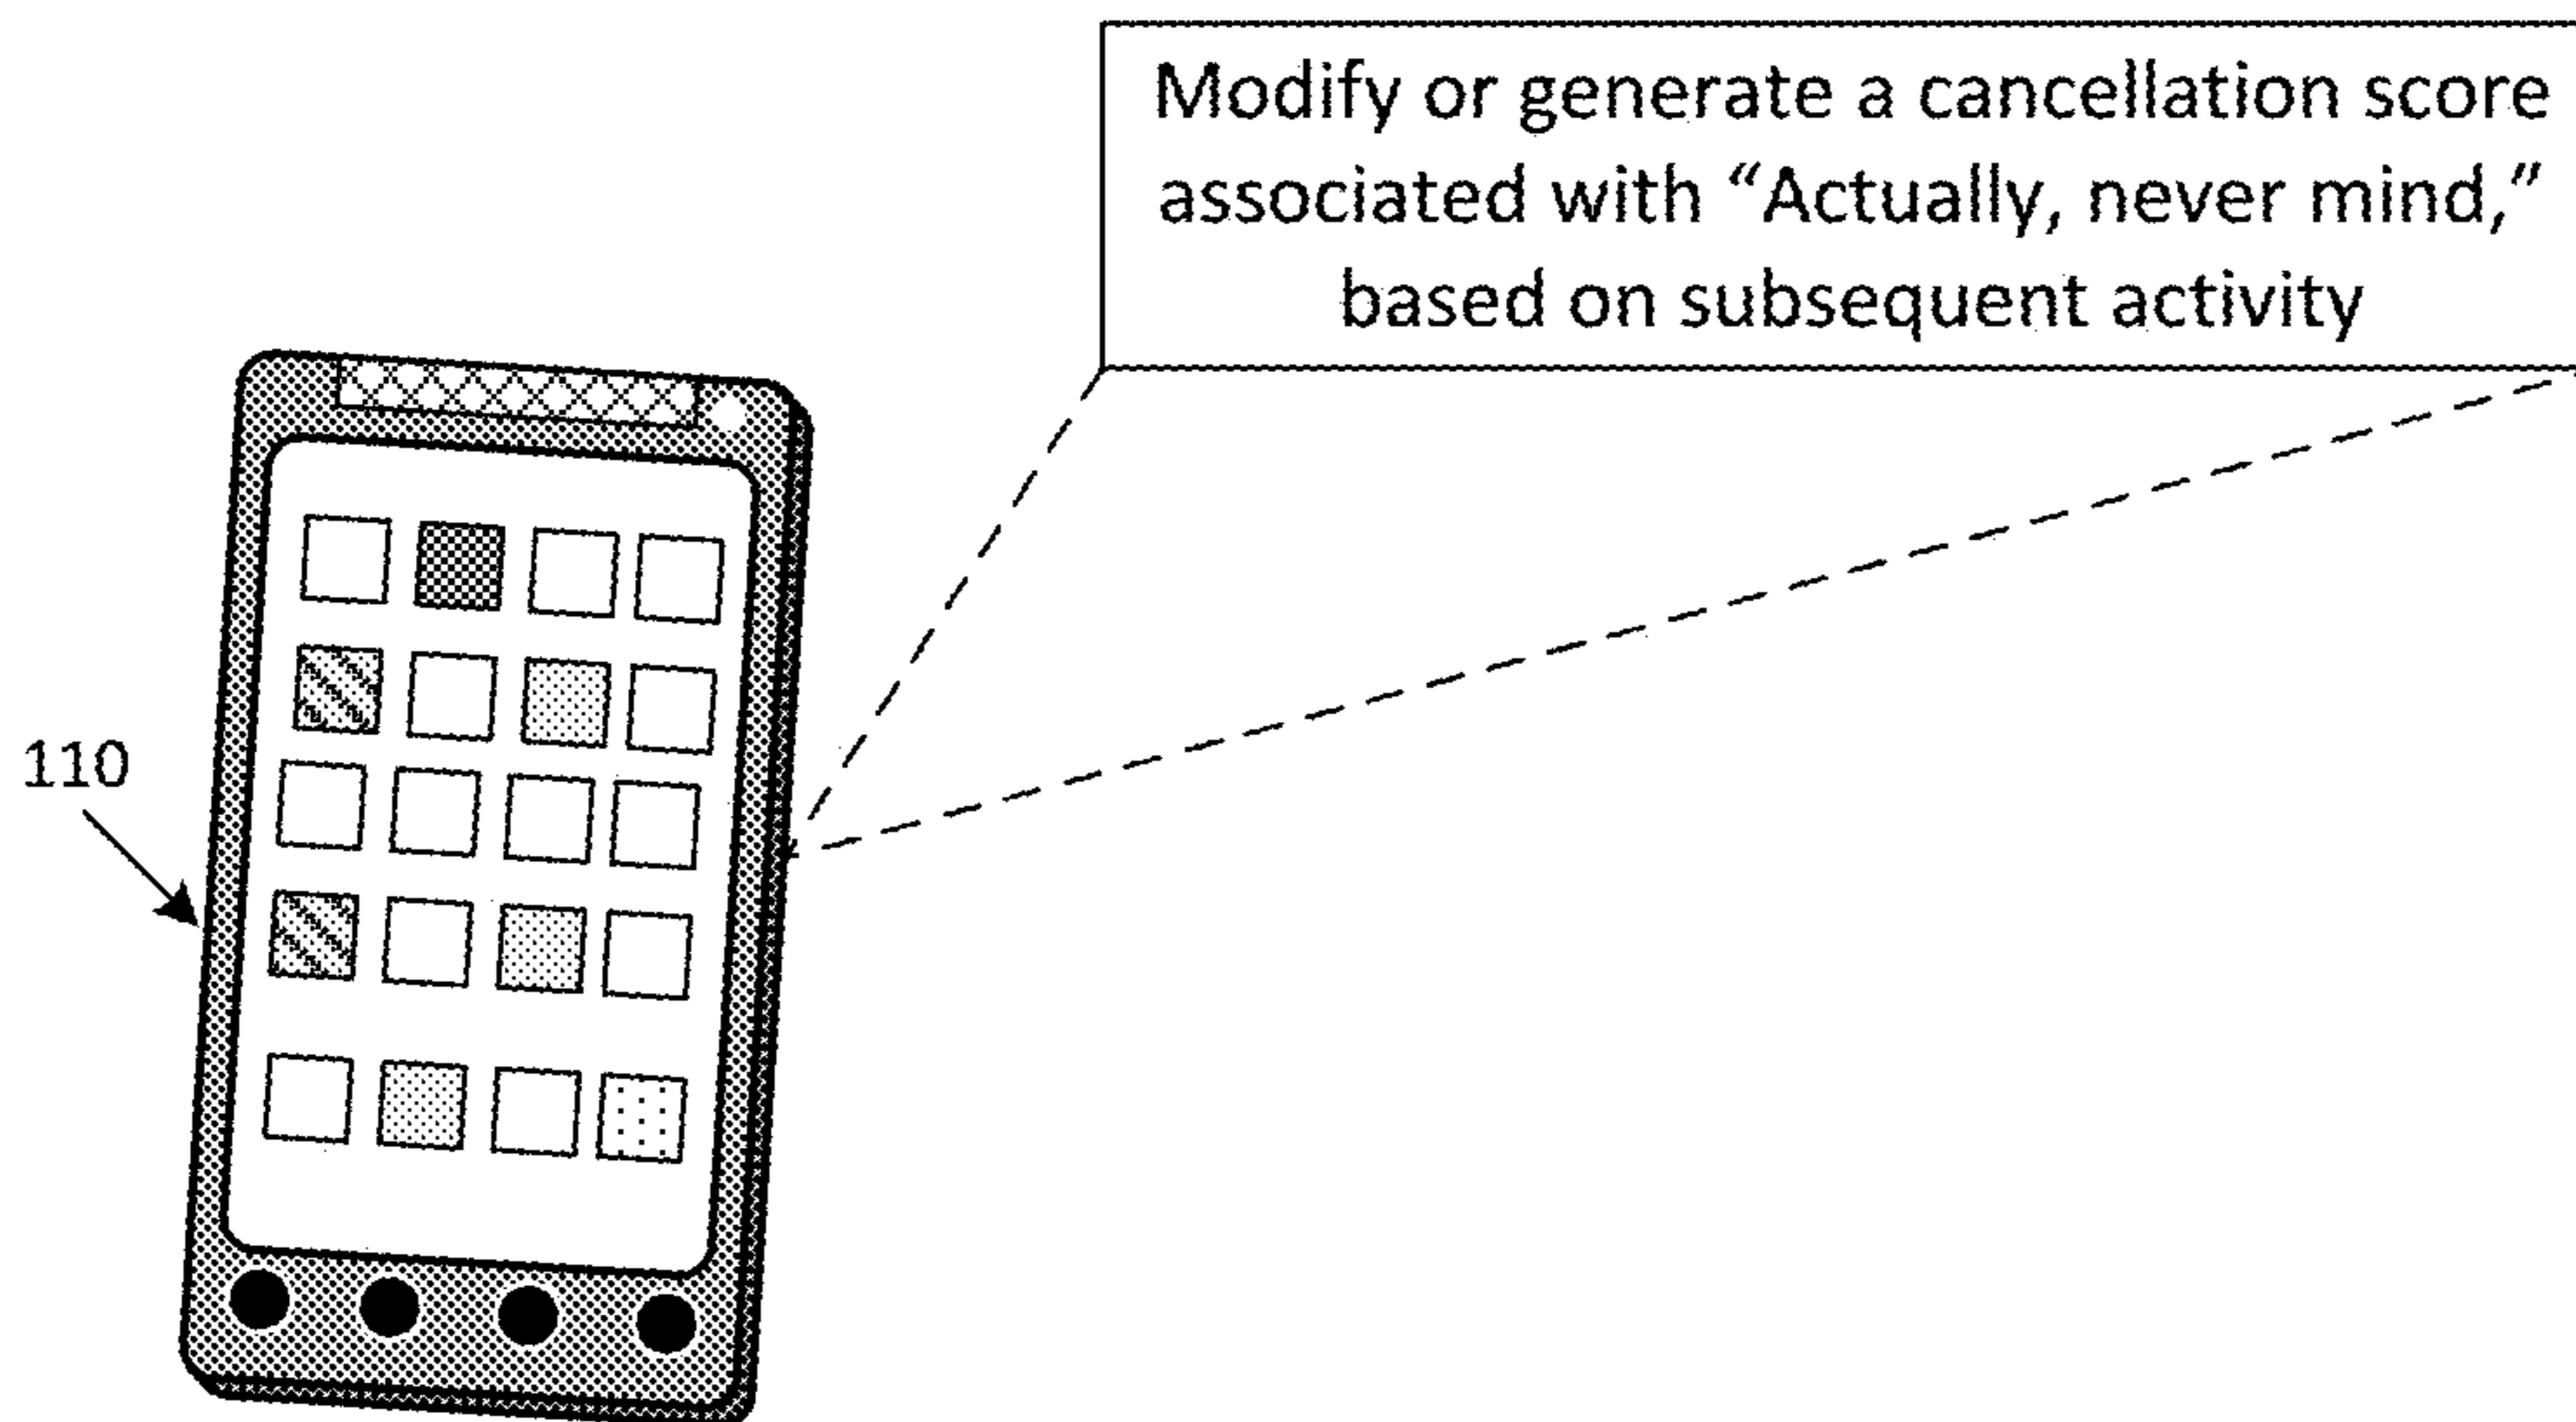 Modify or generate a cancellation score
associated with “Actually, never mind,”
based on subsequent activity
110